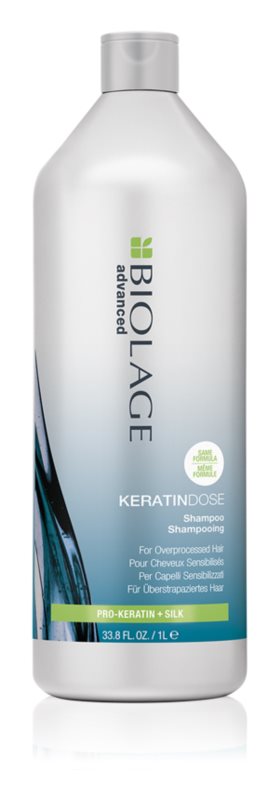 BIOLAGE
advanced
SAME
FORMULA
MÊME
FORMULE
KERATINDOSE
Shampoo
Shampooing
For Overprocessed Hair
Pour Cheveux Sensibilisés
Per Capelli Sensibilizzati
Für Überstrapaziertes Haar
PRO-KERATIN + SILK
33.8 FL. OZ. / 1L ℮